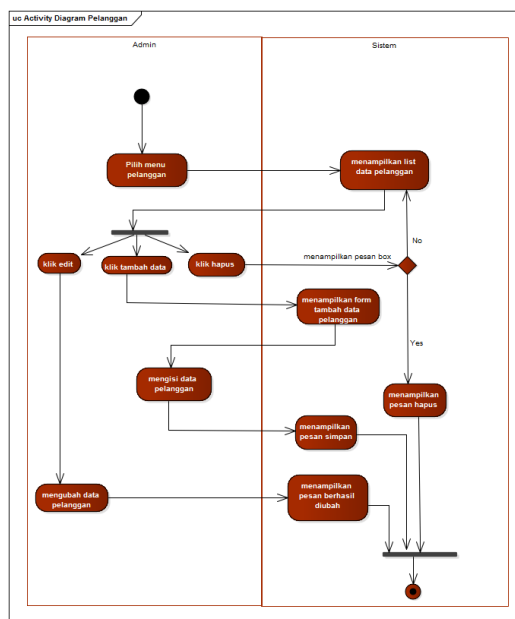 uc Activity Diagram Pelanggan
Admin
Sistem
Pilih menu
pelanggan
menampilkan list
data pelanggan
No
menampilkan pesan box
klik edit
klik tambah data
klik hapus
menampilkan form
tambah data
pelanggan
Yes
mengisi data
pelanggan
menampilkan
pesan hapus
menampilkan
pesan simpan
mengubah data
pelanggan
menampilkan
pesan berhasil
diubah